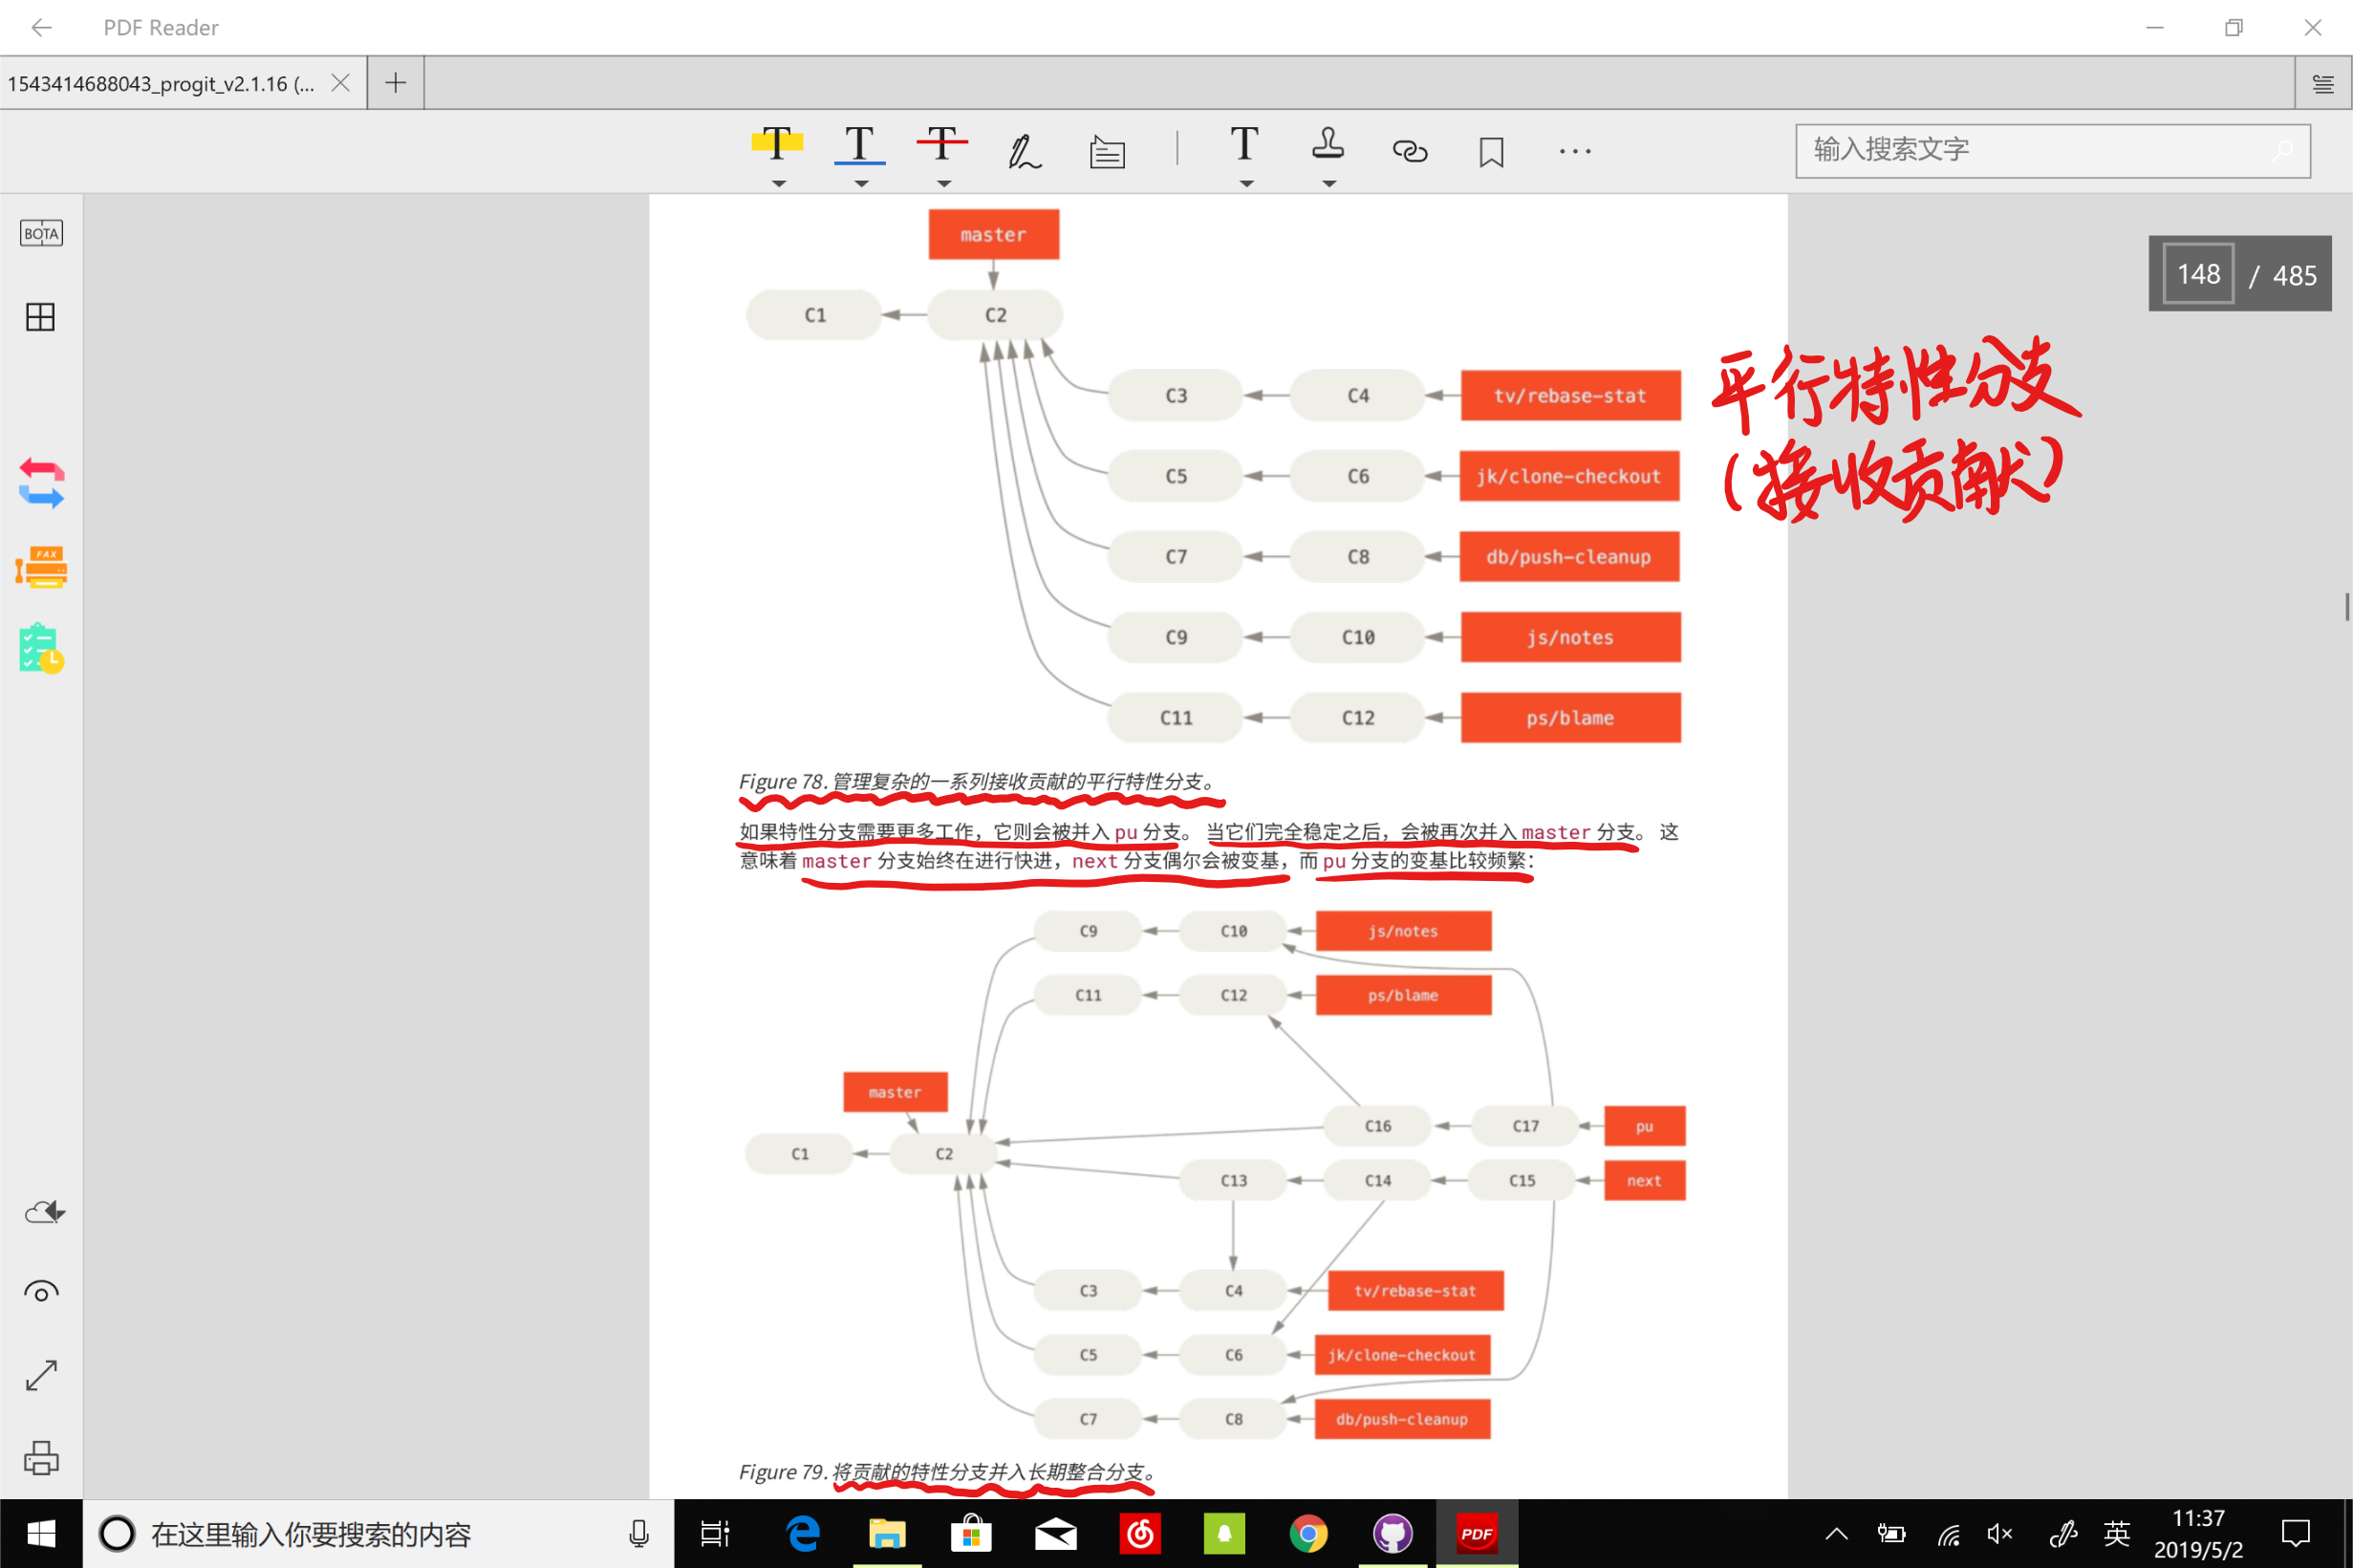 PDF Reader
1543414688043_progit_v2.1.16 (...
输入搜索文字
BOTA
FAX
148 / 485
master
C1 C2
C3 C4 tv/rebase-stat
C5 C6 jk/clone-checkout
C7 C8 db/push-cleanup
C9 C10 js/notes
C11 C12 ps/blame
平行特性分支
(接收贡献)
Figure 78. 管理复杂的一系列接收贡献的平行特性分支。
如果特性分支需要更多工作，它则会被并入 pu 分支。 当它们完全稳定之后，会被再次并入 master 分支。 这
意味着 master 分支始终在进行快进，next 分支偶尔会被变基，而 pu 分支的变基比较频繁：
C9 C10 js/notes
C11 C12 ps/blame
master
C16 C17 pu
C1 C2
C13 C14 C15 next
C3 C4 tv/rebase-stat
C5 C6 jk/clone-checkout
C7 C8 db/push-cleanup
Figure 79. 将贡献的特性分支并入长期整合分支。
在这里输入你要搜索的内容
PDF
英
11:37
2019/5/2